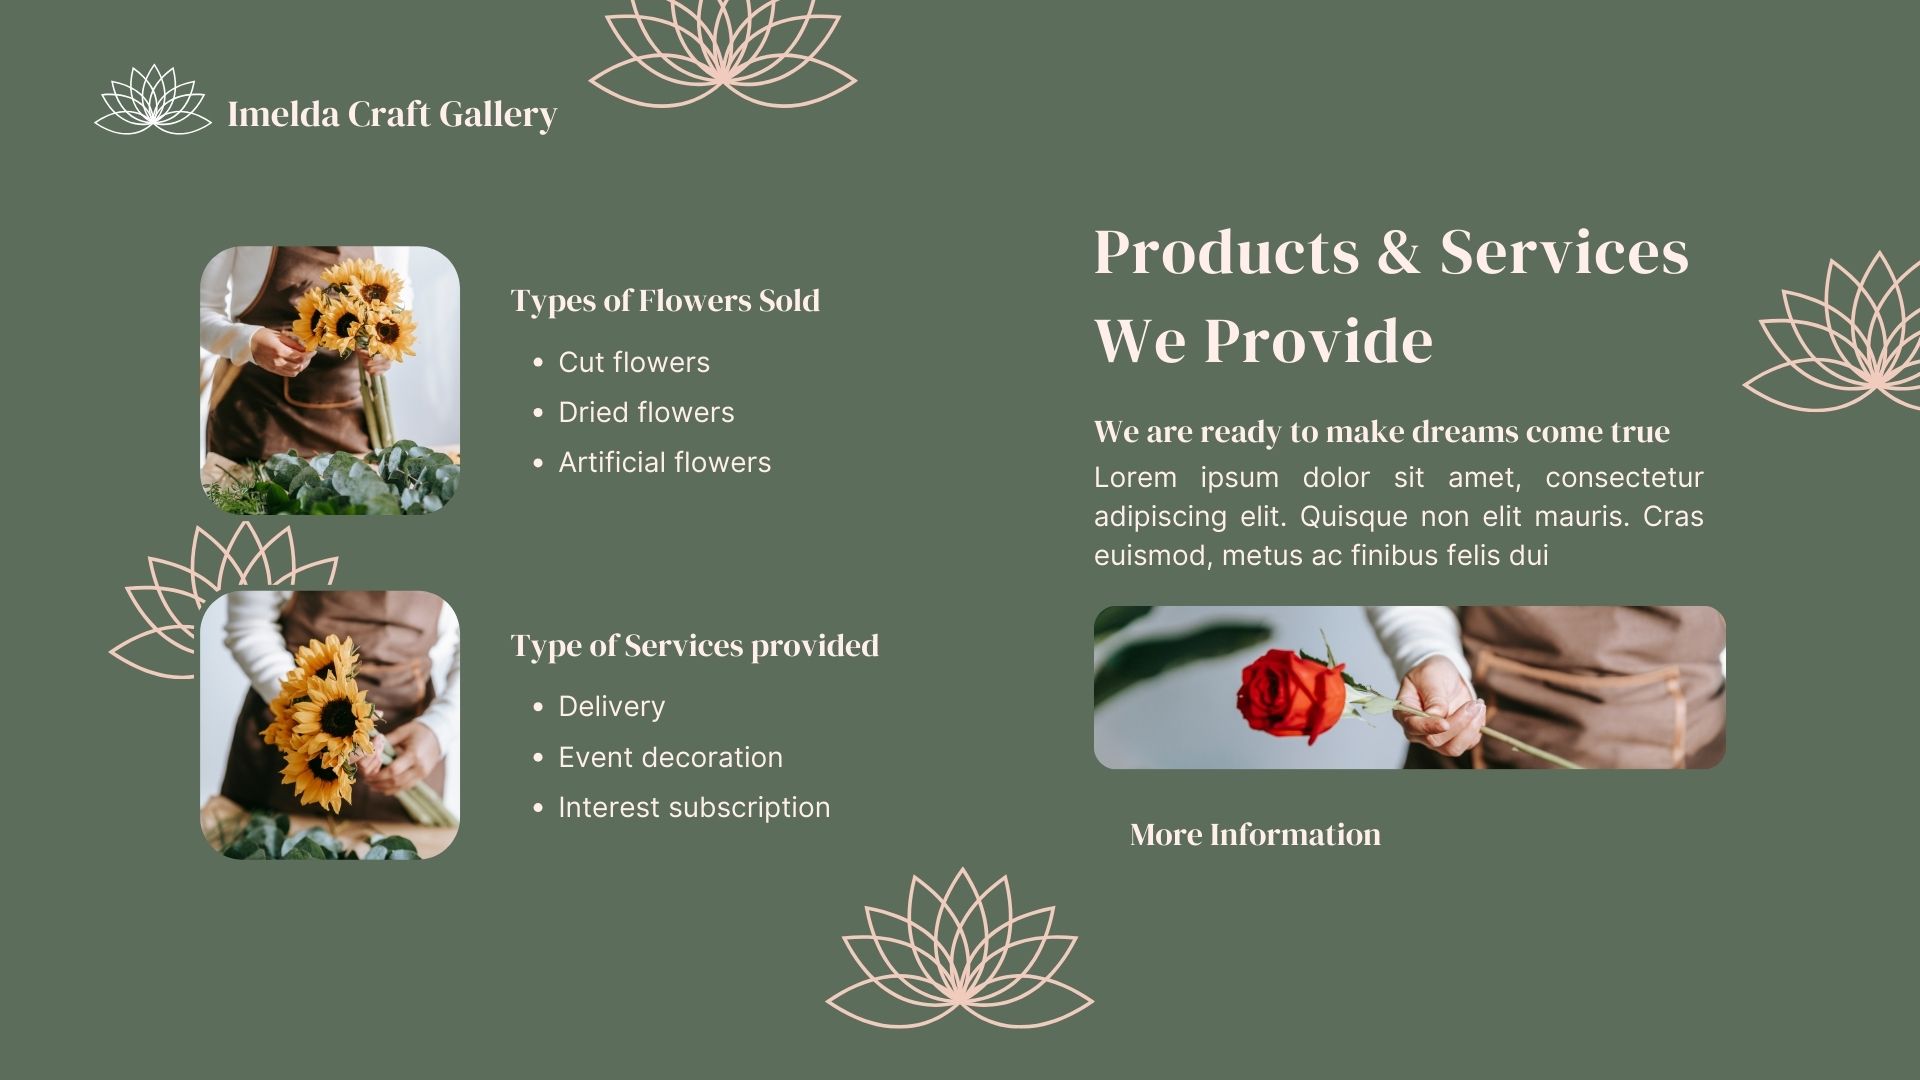 Imelda Craft Gallery
Types of Flowers Sold
• Cut flowers
• Dried flowers
• Artificial flowers
Type of Services provided
• Delivery
• Event decoration
• Interest subscription
Products & Services
We Provide
We are ready to make dreams come true
Lorem ipsum dolor sit amet, consectetur
adipiscing elit. Quisque non elit mauris. Cras
euismod, metus ac finibus felis dui
More Information